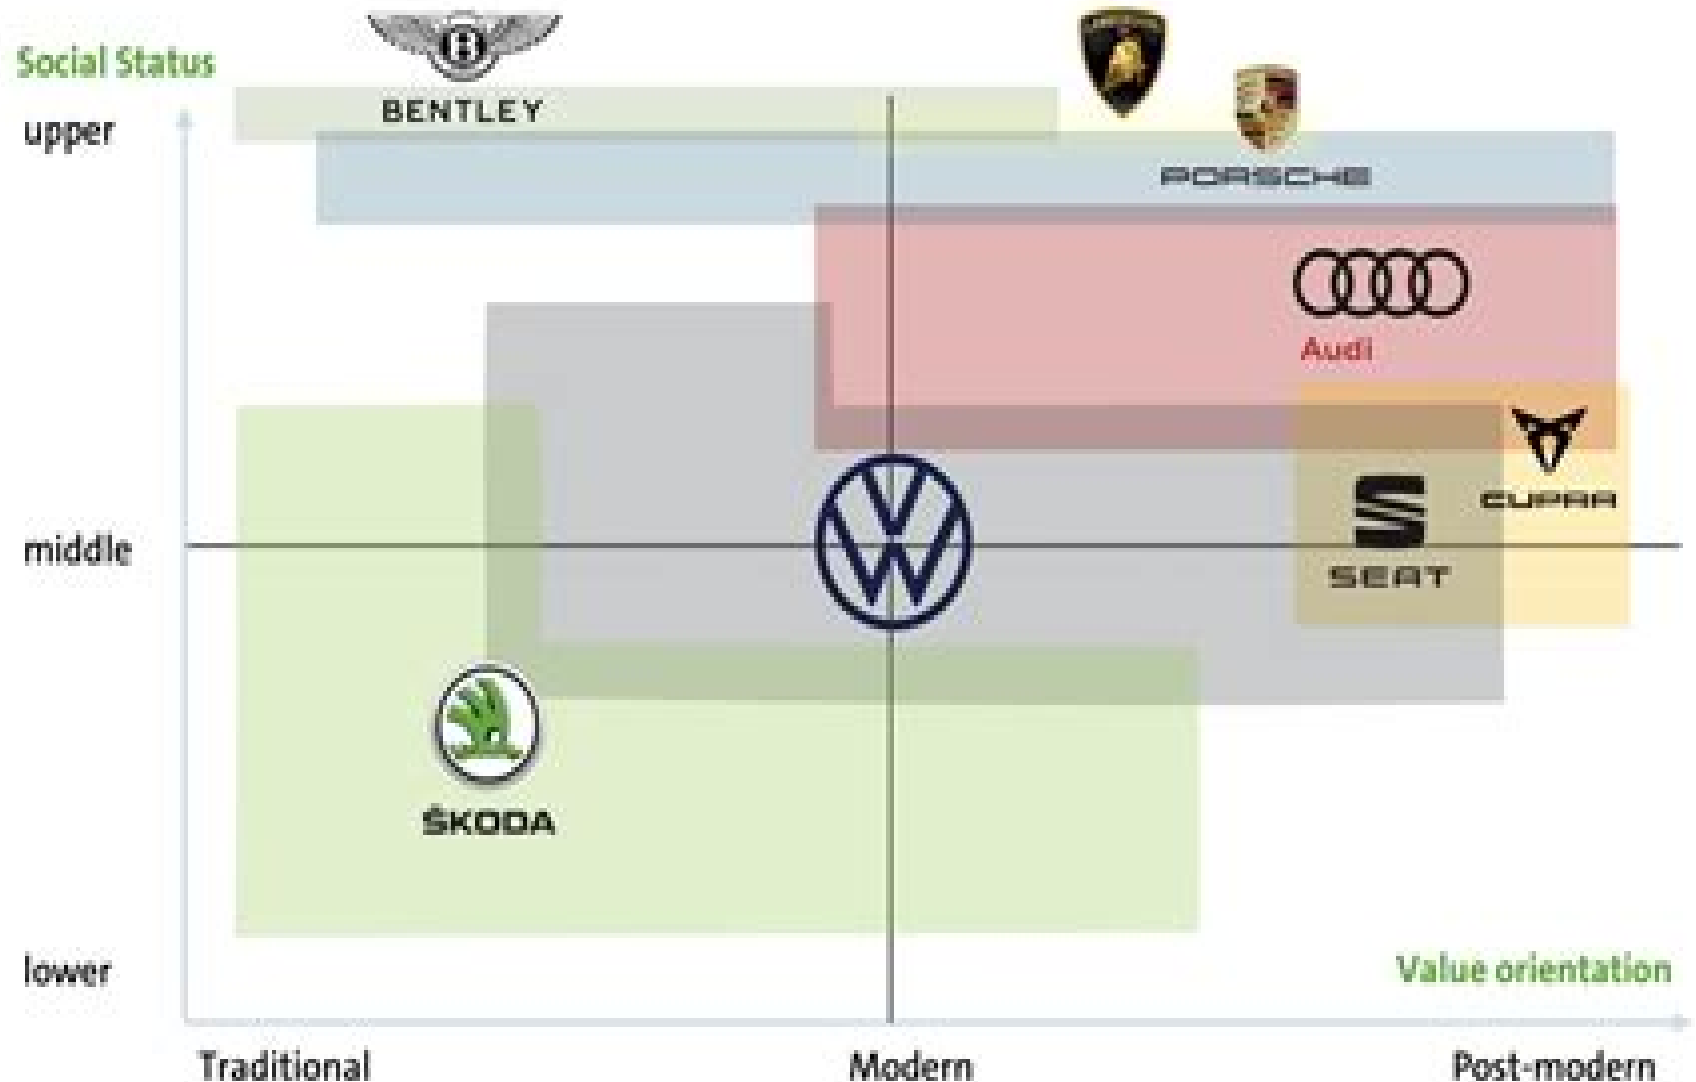 Social Status
BENTLEY
upper
PORSCHE
Audi
CUPRA
middle
SEAT
ŠKODA
lower
Value orientation
Traditional
Modern
Post-modern